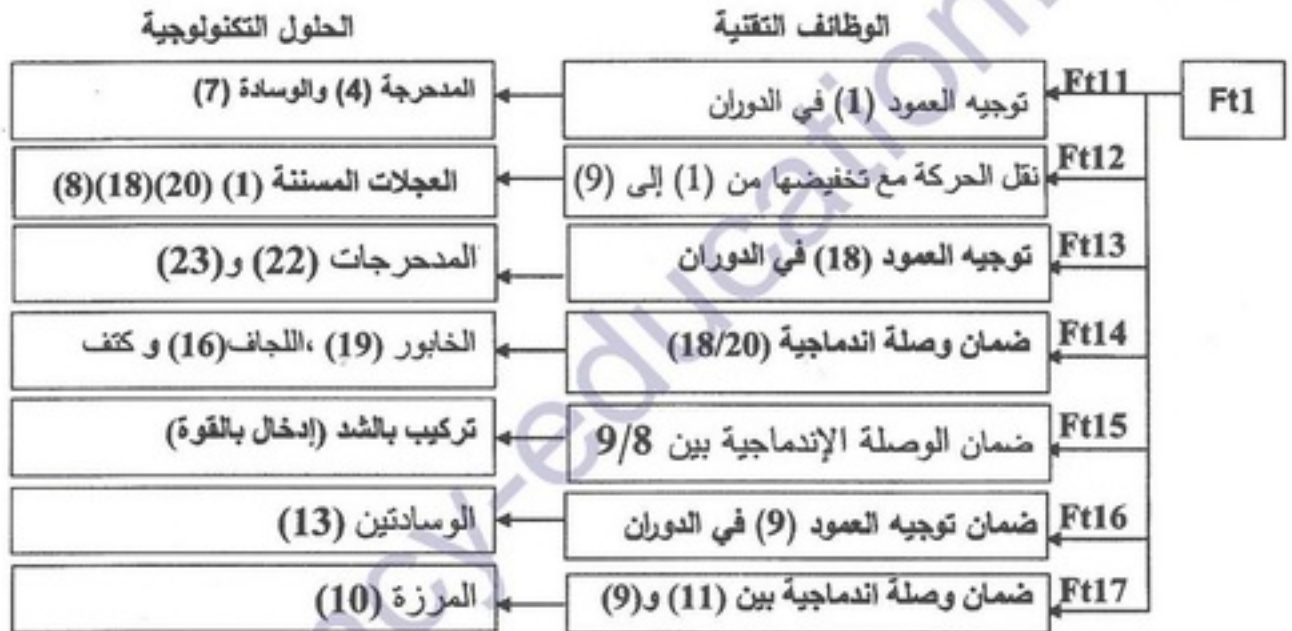 الوظائف التقنية الحلول التكنولوجية
Ft1
Ft11 توجيه العمود (1) في الدوران المدحرجة (4) والوسادة (7)
Ft12 نقل الحركة مع تخفيضها من (1) إلى (9) العجلات المسننة (1) (20)(18)(8)
Ft13 توجيه العمود (18) في الدوران المدحرجات (22) و(23)
Ft14 ضمان وصلة اندماجية (18/20) الخابور (19) ،اللجاف(16) و كتف
Ft15 ضمان الوصلة الإندماجية بين 9/8 تركيب بالشد (إدخال بالقوة)
Ft16 ضمان توجيه العمود (9) في الدوران الوسادتين (13)
Ft17 ضمان وصلة اندماجية بين (11) و(9) المرزة (10)
cy-education